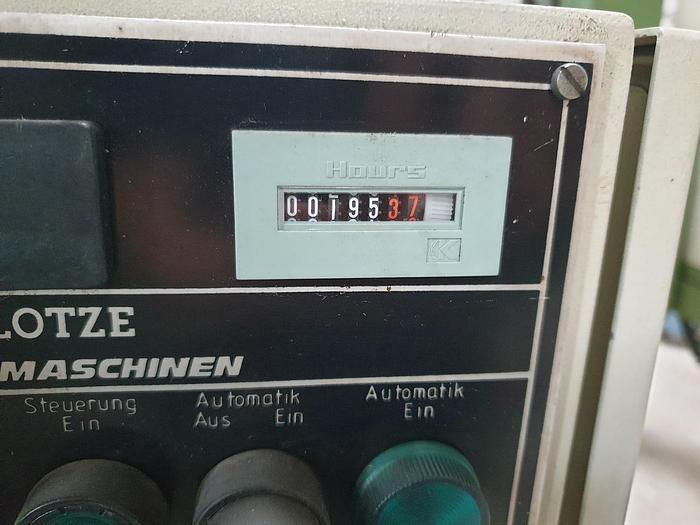 Hours
0019537
K
LOTZE
MASCHINEN
Steuerung
Ein
Automatik
Aus Ein
Automatik
Ein